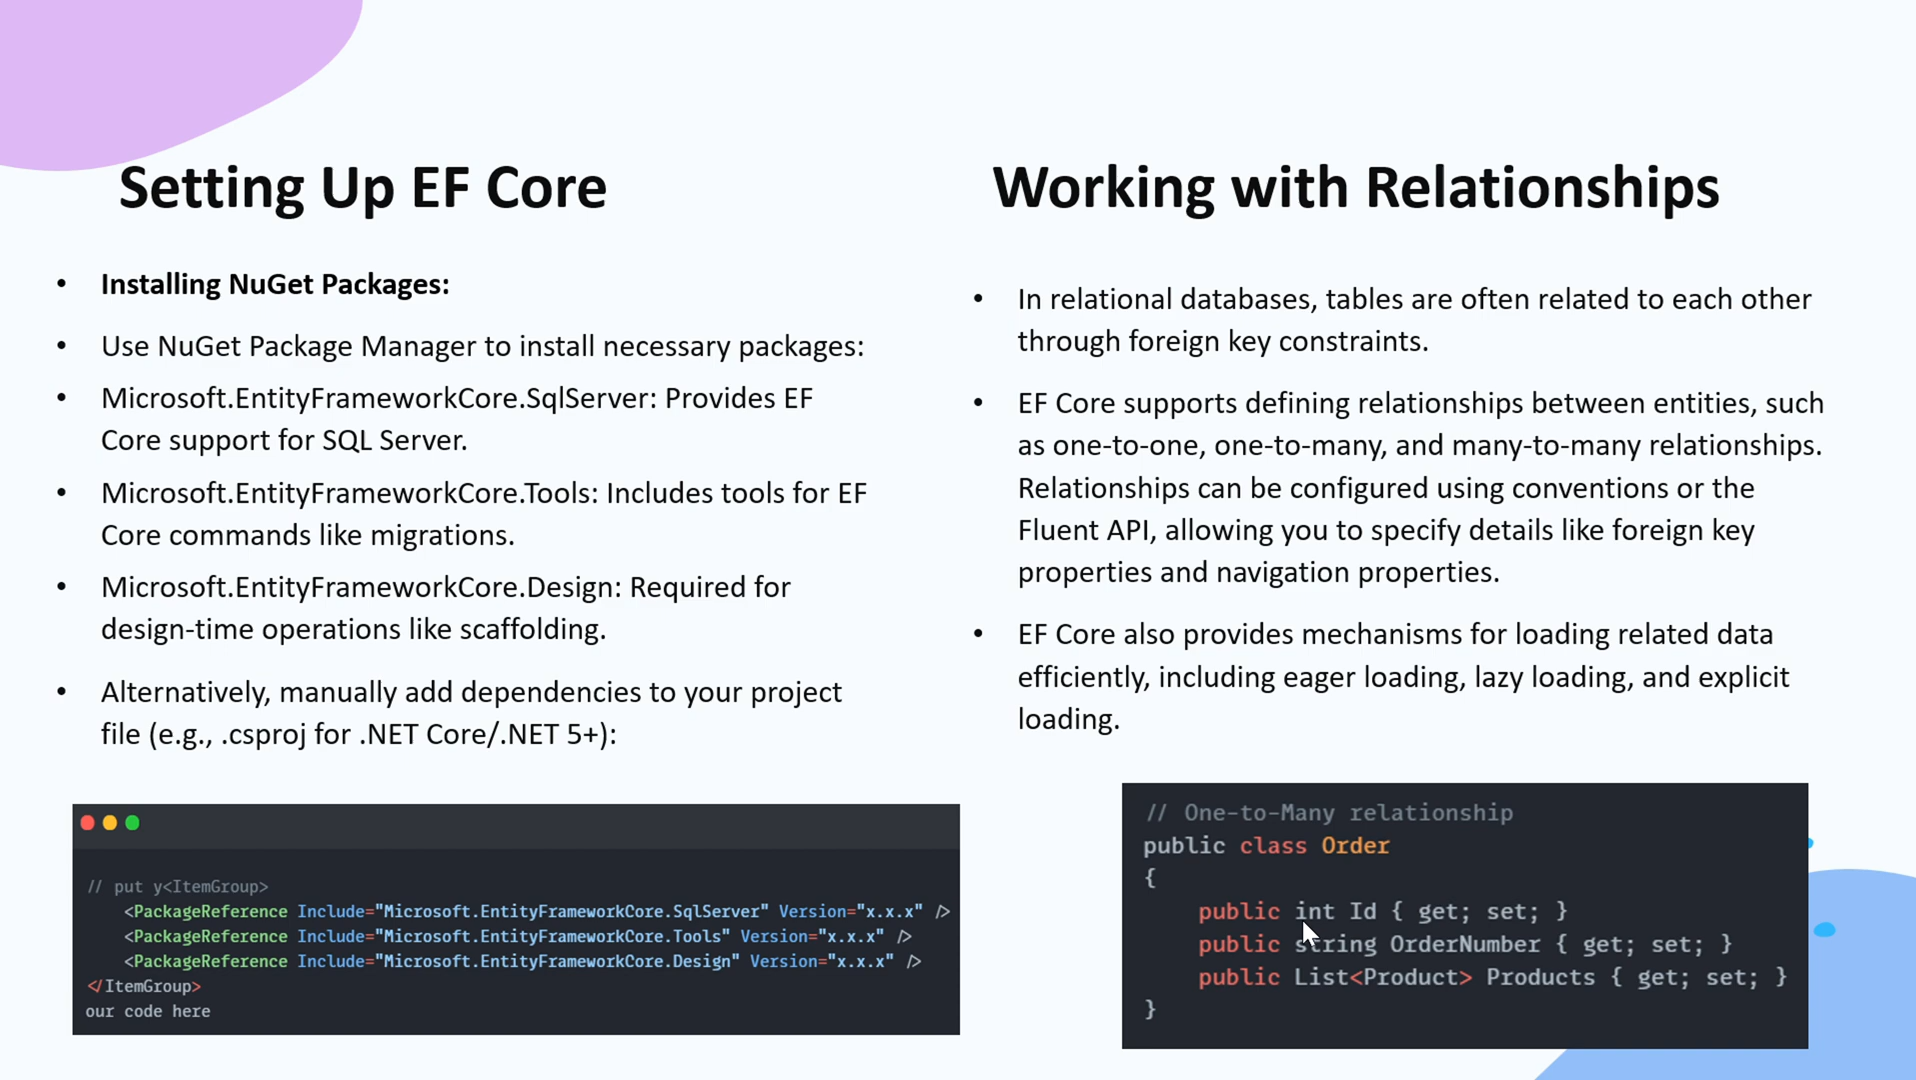 Setting Up EF Core
• Installing NuGet Packages:
• Use NuGet Package Manager to install necessary packages:
• Microsoft.EntityFrameworkCore.SqlServer: Provides EF
Core support for SQL Server.
• Microsoft.EntityFrameworkCore.Tools: Includes tools for EF
Core commands like migrations.
• Microsoft.EntityFrameworkCore.Design: Required for
design-time operations like scaffolding.
• Alternatively, manually add dependencies to your project
file (e.g., .csproj for .NET Core/.NET 5+):
// put y<ItemGroup>
<PackageReference Include="Microsoft.EntityFrameworkCore.SqlServer" Version="x.x.x" />
<PackageReference Include="Microsoft.EntityFrameworkCore.Tools" Version="x.x.x" />
<PackageReference Include="Microsoft.EntityFrameworkCore.Design" Version="x.x.x" />
</ItemGroup>
our code here
Working with Relationships
• In relational databases, tables are often related to each other
through foreign key constraints.
• EF Core supports defining relationships between entities, such
as one-to-one, one-to-many, and many-to-many relationships.
Relationships can be configured using conventions or the
Fluent API, allowing you to specify details like foreign key
properties and navigation properties.
• EF Core also provides mechanisms for loading related data
efficiently, including eager loading, lazy loading, and explicit
loading.
// One-to-Many relationship
public class Order
{
public int Id { get; set; }
public string OrderNumber { get; set; }
public List<Product> Products { get; set; }
}